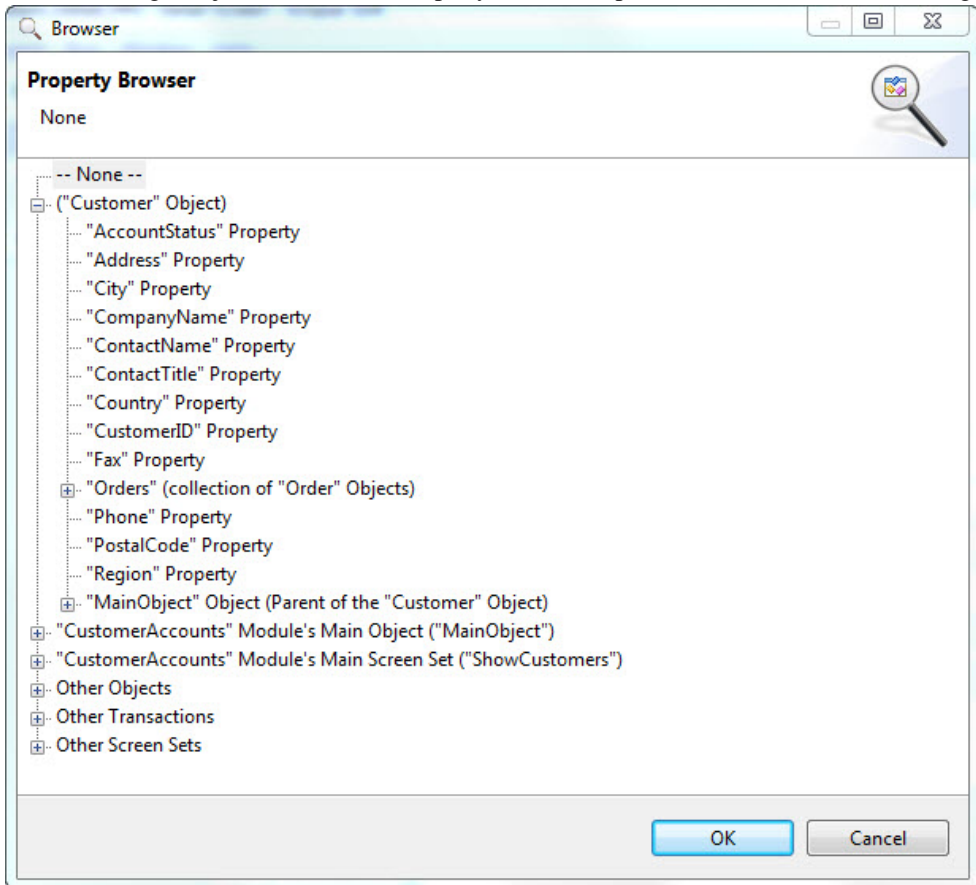 Browser
Property Browser
None
-- None --
("Customer" Object)
"AccountStatus" Property
"Address" Property
"City" Property
"CompanyName" Property
"ContactName" Property
"ContactTitle" Property
"Country" Property
"CustomerID" Property
"Fax" Property
"Orders" (collection of "Order" Objects)
"Phone" Property
"PostalCode" Property
"Region" Property
"MainObject" Object (Parent of the "Customer" Object)
"CustomerAccounts" Module's Main Object ("MainObject")
"CustomerAccounts" Module's Main Screen Set ("ShowCustomers")
Other Objects
Other Transactions
Other Screen Sets
OK Cancel